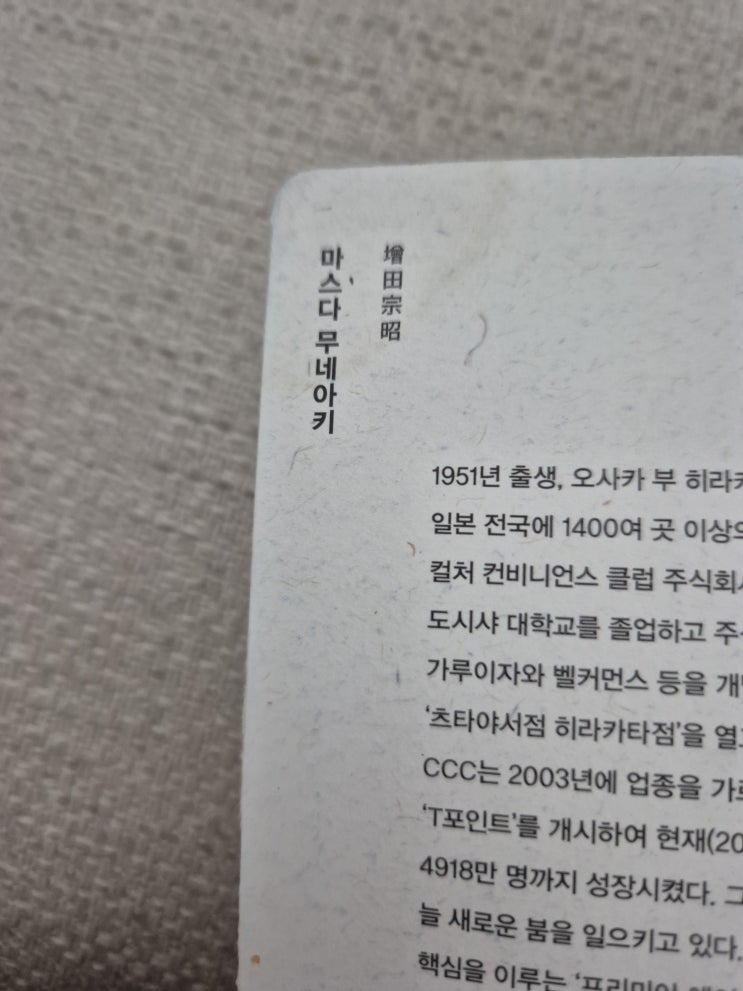 마스다 무네아키
增田宗昭
1951년 출생, 오사카 부 히라카
일본 전국에 1400여 곳 이상의
컬처 컨비니언스 클럽 주식회사
도시샤 대학교를 졸업하고 주
가루이자와 벨커먼스 등을 개
‘츠타야서점 히라카타점’을 열
CCC는 2003년에 업종을 가로
‘T포인트’를 개시하여 현재(20
4918만 명까지 성장시켰다. 그
늘 새로운 붐을 일으키고 있다.
핵심을 이루는 ‘프리미아